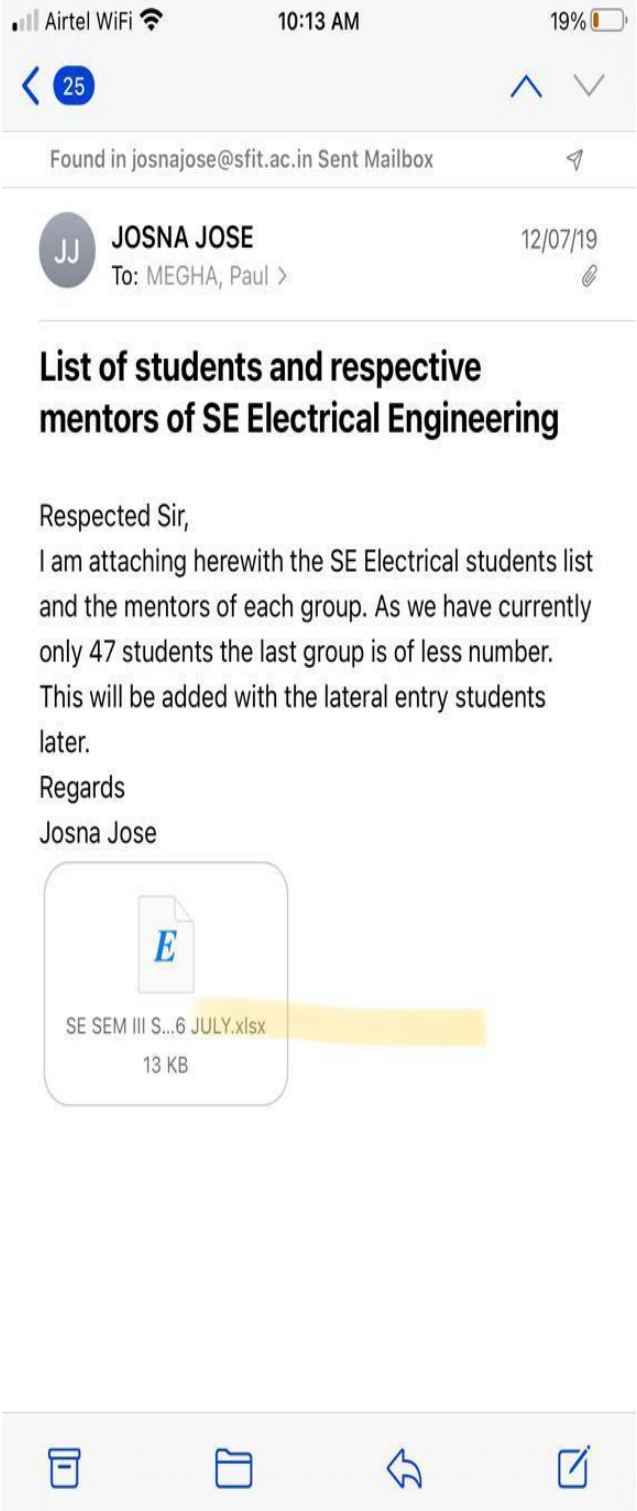 Airtel WiFi 10:13 AM 19%
25
Found in josnajose@sfit.ac.in Sent Mailbox
JJ JOSNA JOSE 12/07/19
To: MEGHA, Paul >
List of students and respective
mentors of SE Electrical Engineering
Respected Sir,
I am attaching herewith the SE Electrical students list
and the mentors of each group. As we have currently
only 47 students the last group is of less number.
This will be added with the lateral entry students
later.
Regards
Josna Jose
E
SE SEM III S...6 JULY.xlsx
13 KB